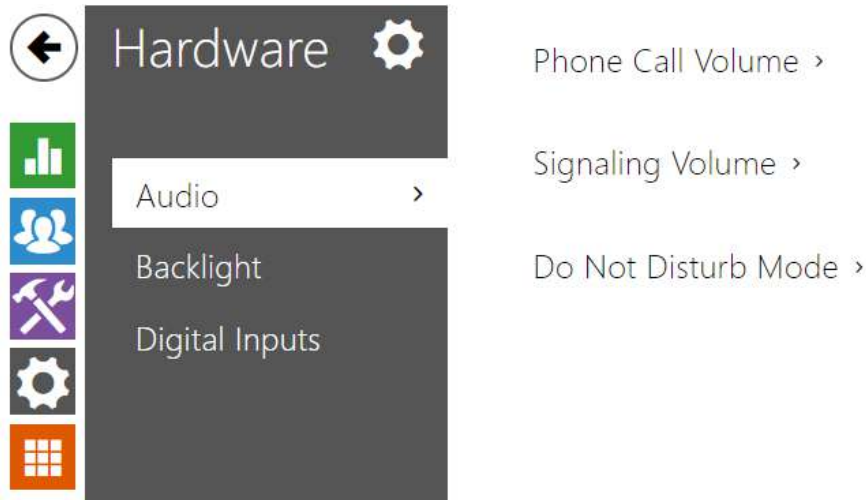 Hardware
Audio
Backlight
Digital Inputs
Phone Call Volume
Signaling Volume
Do Not Disturb Mode